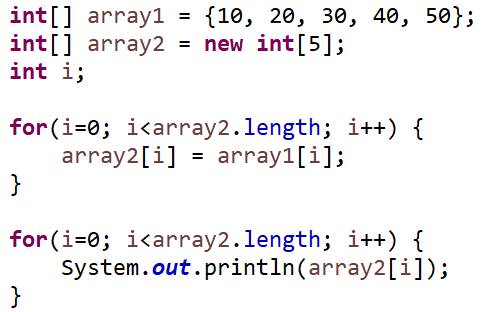 int[] array1 = {10, 20, 30, 40, 50};
int[] array2 = new int[5];
int i;

for(i=0; i<array2.length; i++) {
    array2[i] = array1[i];
}

for(i=0; i<array2.length; i++) {
    System.out.println(array2[i]);
}